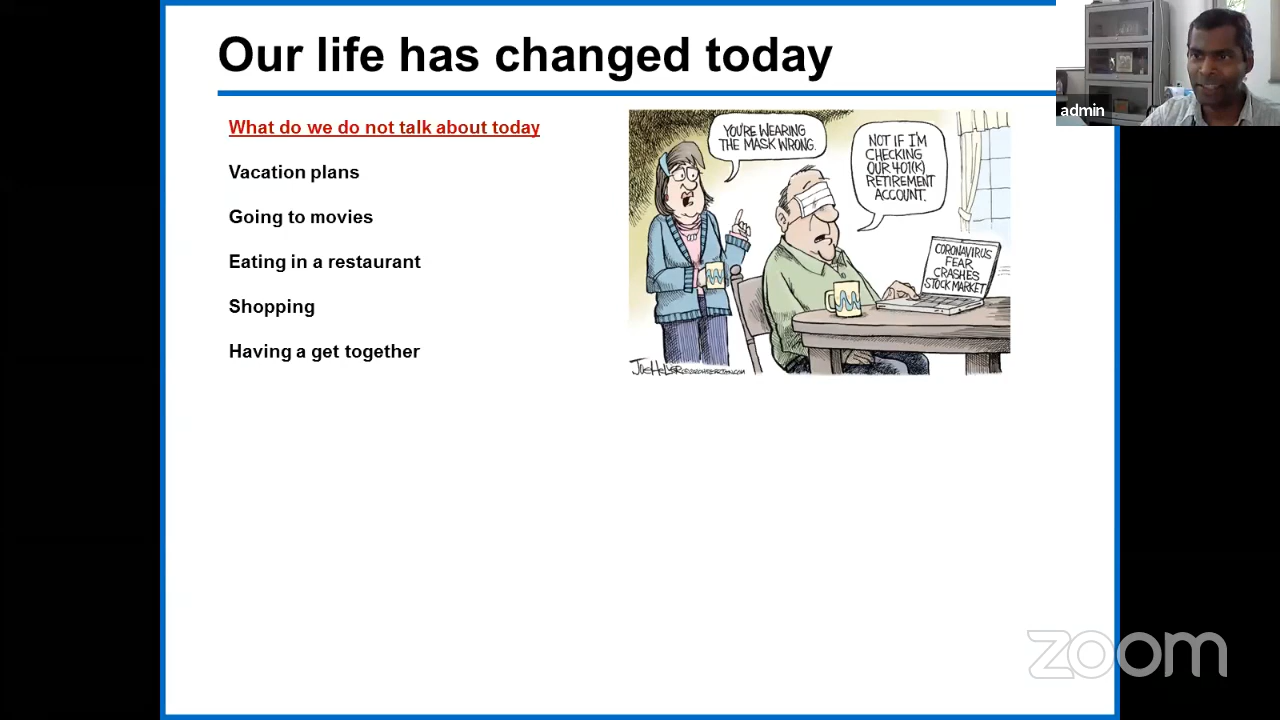 Our life has changed today
admin
What do we do not talk about today
Vacation plans
Going to movies
Eating in a restaurant
Shopping
Having a get together
YOU'RE WEARING
THE MASK WRONG.
NOT IF I'M
CHECKING
OUR 401(K)
RETIREMENT
ACCOUNT.
CORONAVIRUS
FEAR
CRASHES
STOCK MARKET
zoom